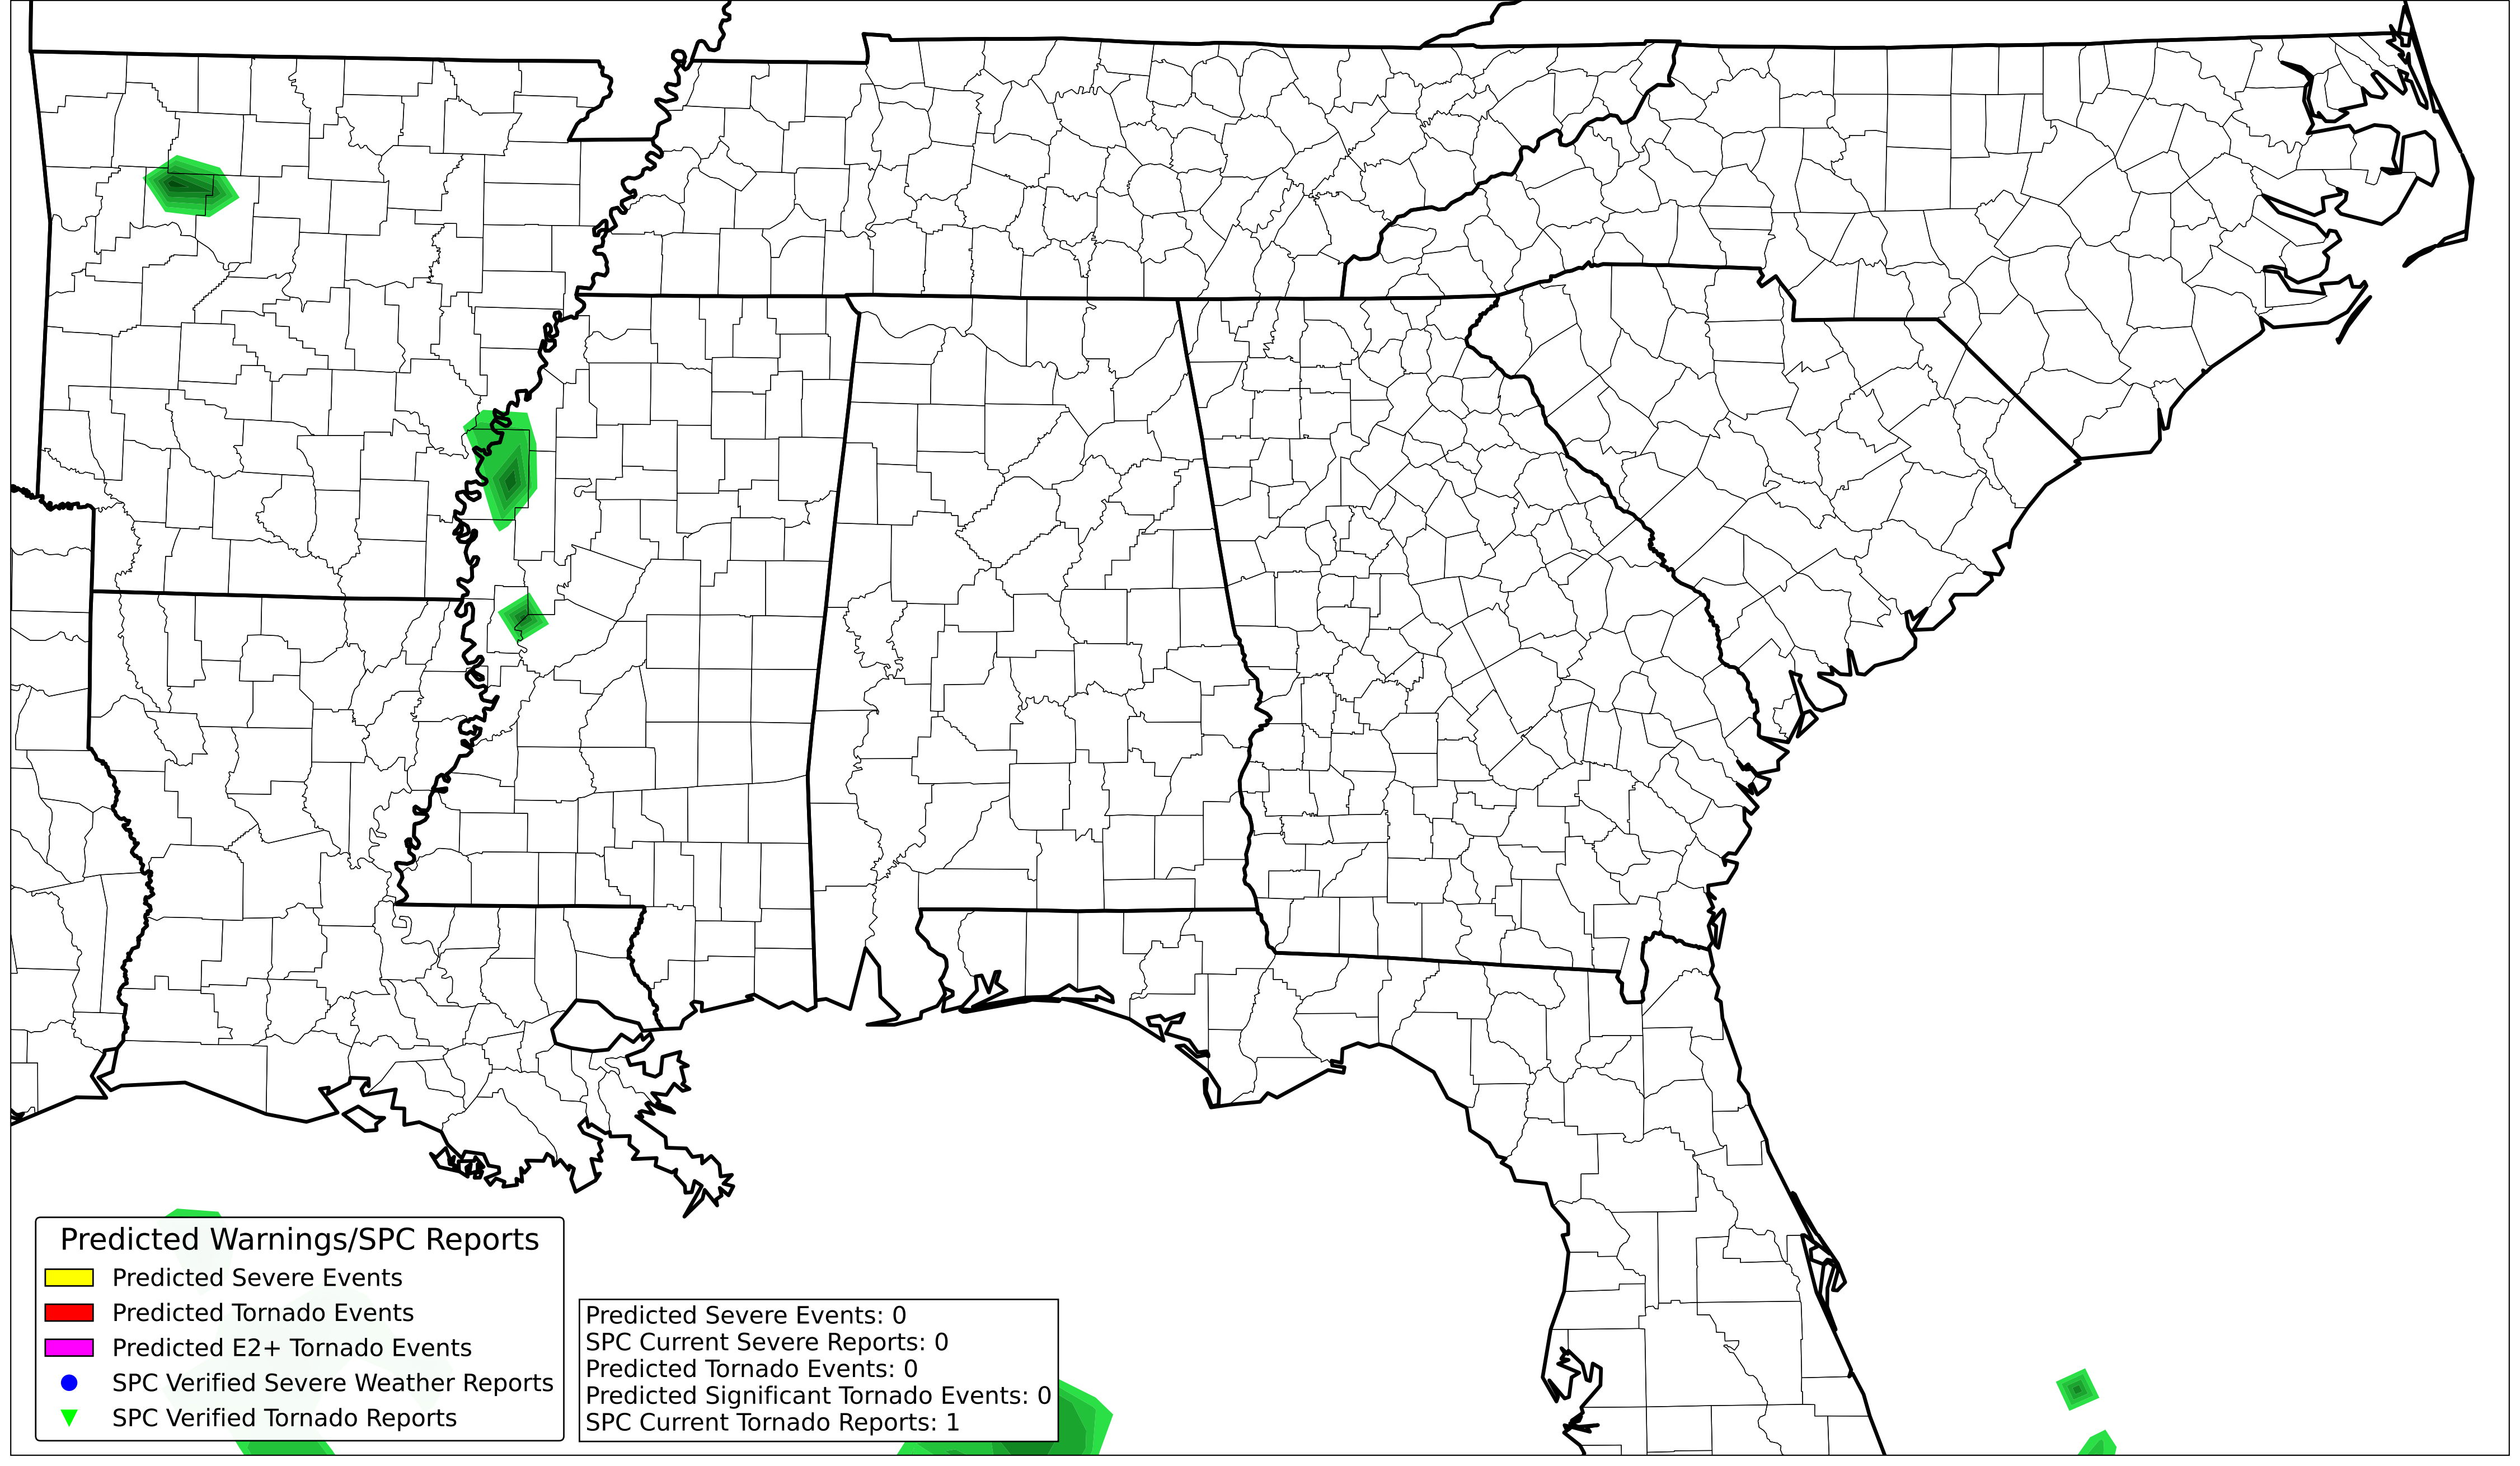 Predicted Warnings/SPC Reports
Predicted Severe Events
Predicted Tornado Events
Predicted E2+ Tornado Events
SPC Verified Severe Weather Reports
SPC Verified Tornado Reports
Predicted Severe Events: 0
SPC Current Severe Reports: 0
Predicted Tornado Events: 0
Predicted Significant Tornado Events: 0
SPC Current Tornado Reports: 1